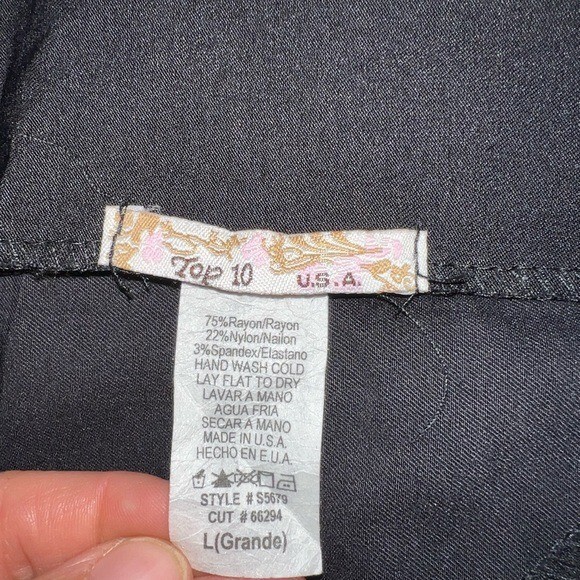 Top 10 U.S.A.
75%Rayon/Rayon
22%Nylon/Nailon
3%Spandex/Elastano
HAND WASH COLD
LAY FLAT TO DRY
LAVAR A MANO
AGUA FRIA
SECAR A MANO
MADE IN U.S.A.
HECHO EN E.U.A.
STYLE # S5679
CUT # 66294
L(Grande)